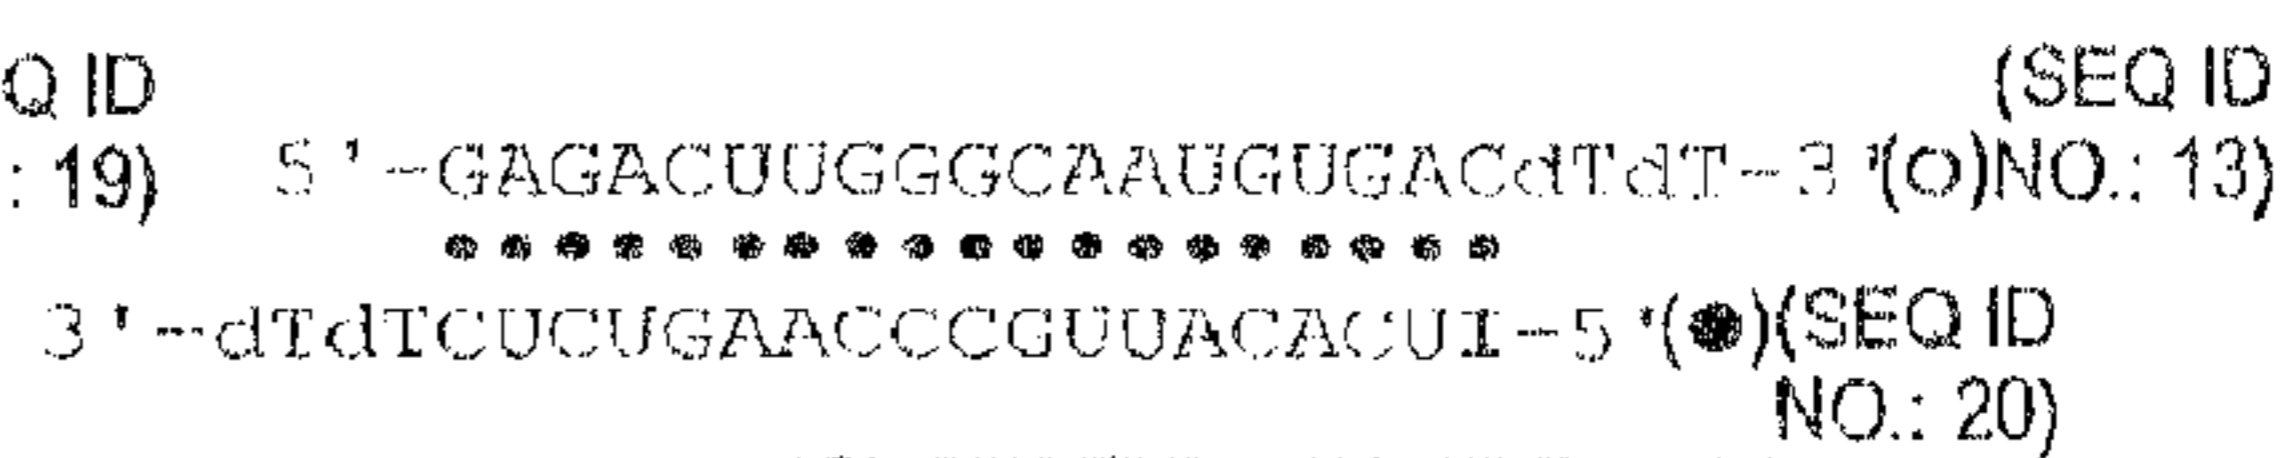 Q ID
: 19)
(SEQ ID
5'-GAGACUUGGGCAAUGUGACdTdT-3'(○)NO.: 13)
3'-dTdTCUCUGAACCCGUUACACUI-5'(●)(SEQ ID
NO.: 20)